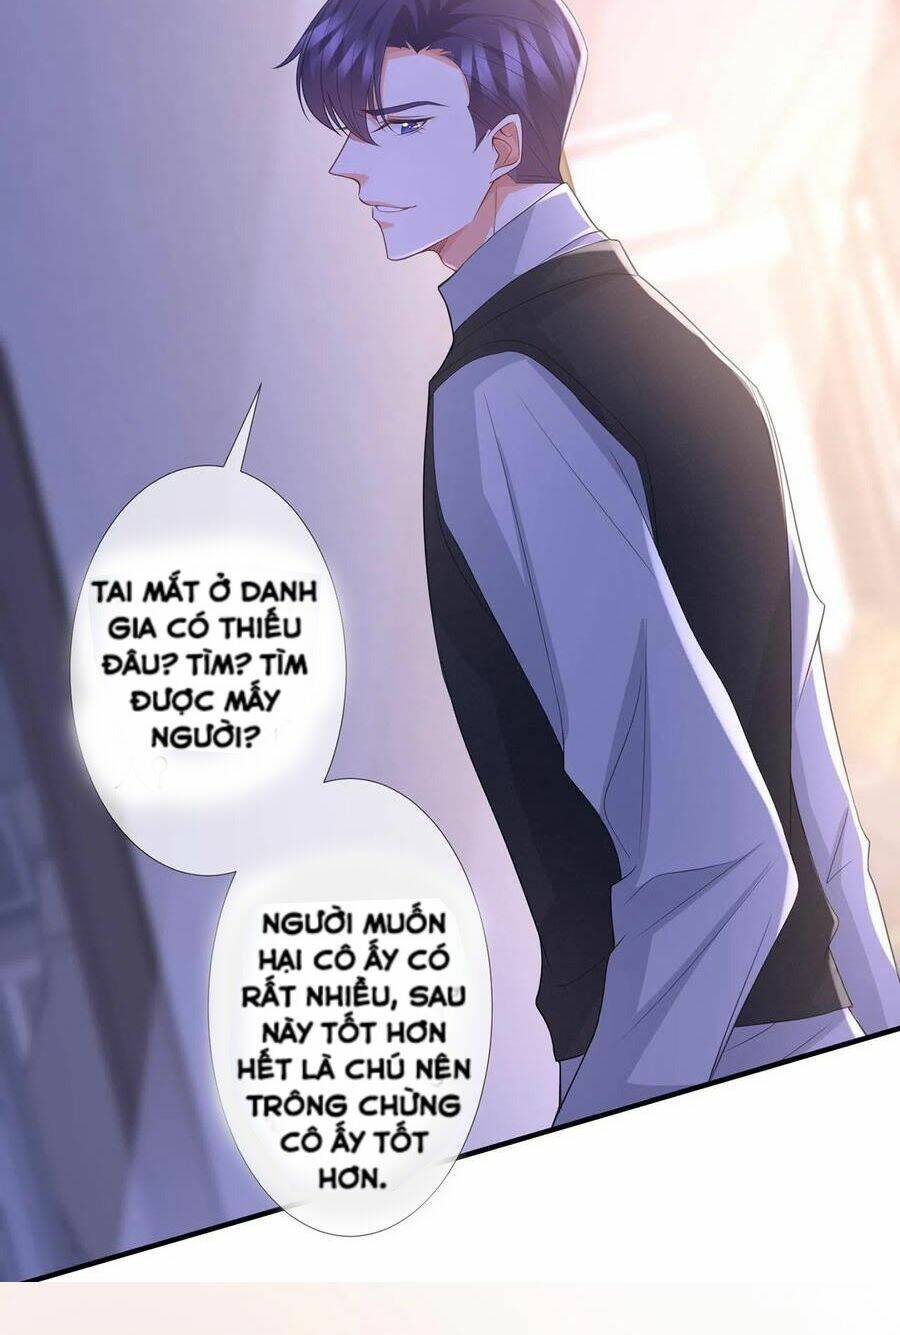 TAI MẮT Ở DANH
GIA CÓ THIẾU
ĐÂU? TÌM? TÌM
ĐƯỢC MẤY
NGƯỜI?
NGƯỜI MUỐN
HẠI CÔ ẤY CÓ
RẤT NHIỀU, SAU
NÀY TỐT HƠN
HẾT LÀ CHÚ NÊN
TRÔNG CHỪNG
CÔ ẤY TỐT
HƠN.